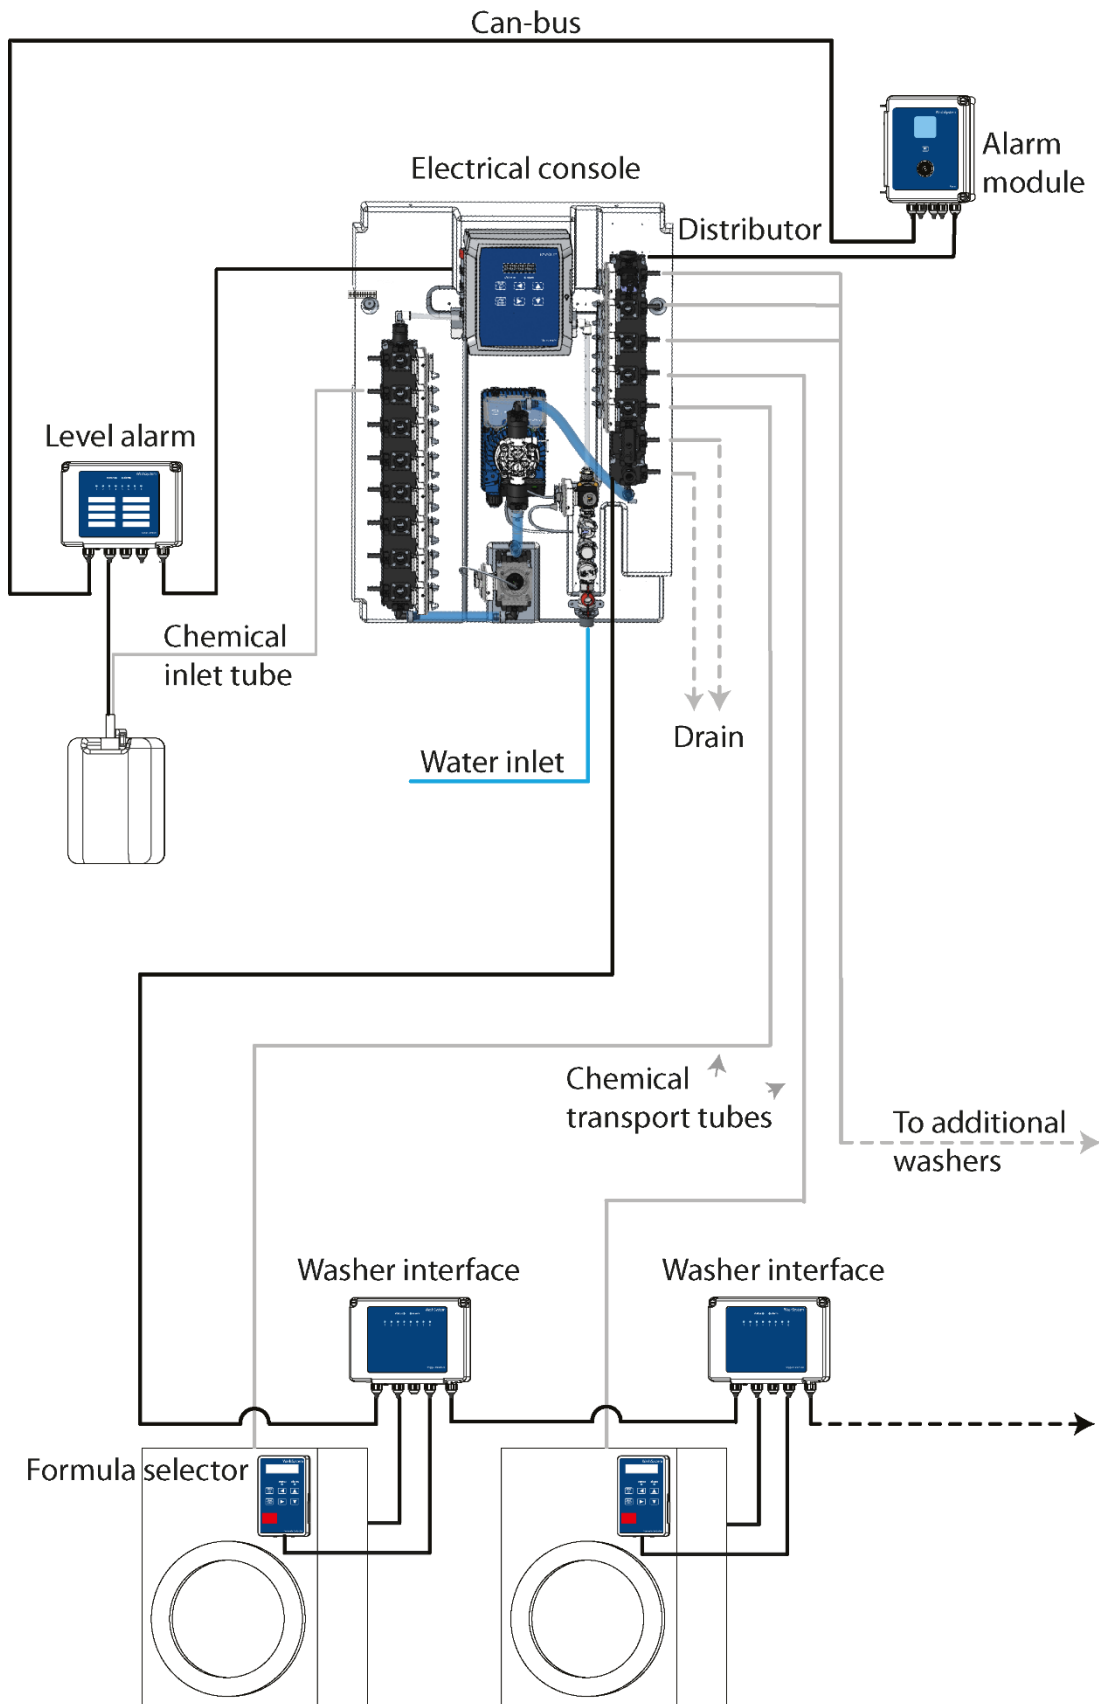 Can-bus
Alarm
module
Electrical console
Distributor
Level alarm
Chemical
inlet tube
Drain
Water inlet
Chemical
transport tubes
To additional
washers
Washer interface
Washer interface
Formula selector